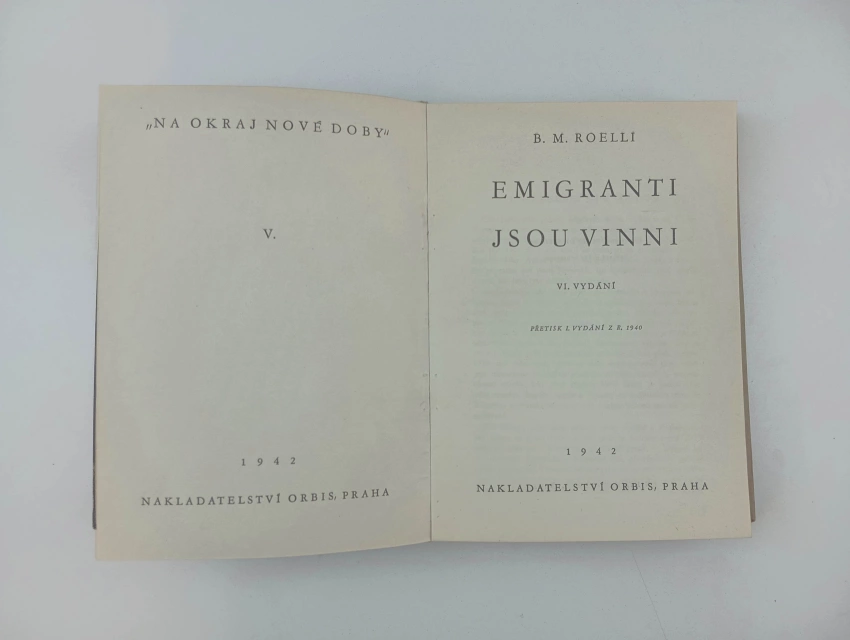 „NA OKRAJ NOVÉ DOBY"
V.
1942
NAKLADATELSTVÍ ORBIS, PRAHA
B. M. ROELLI
EMIGRANTI
JSOU VINNI
VI. VYDÁNÍ
PŘETISK I. VYDÁNÍ Z R. 1940
1942
NAKLADATELSTVÍ ORBIS, PRAHA